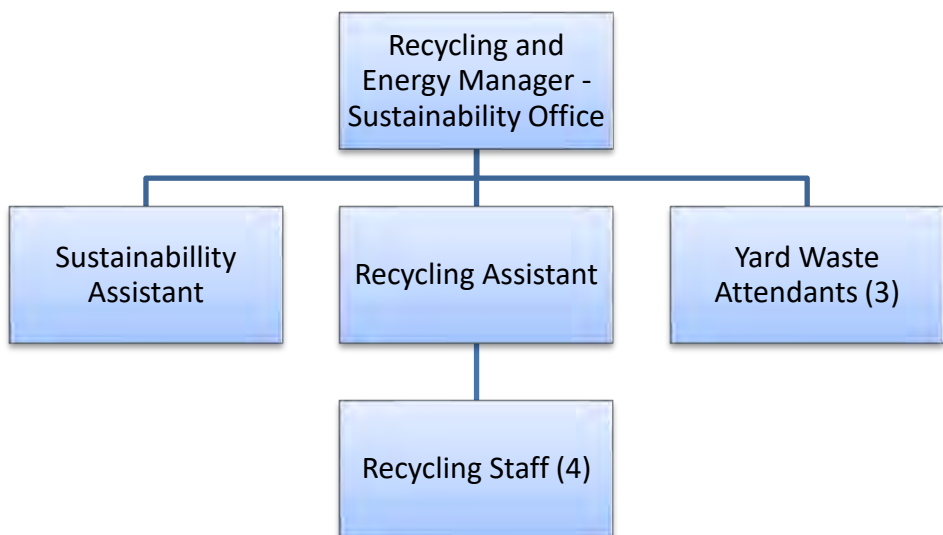 Recycling and
Energy Manager -
Sustainability Office
Sustainabillity
Assistant
Recycling Assistant
Yard Waste
Attendants (3)
Recycling Staff (4)